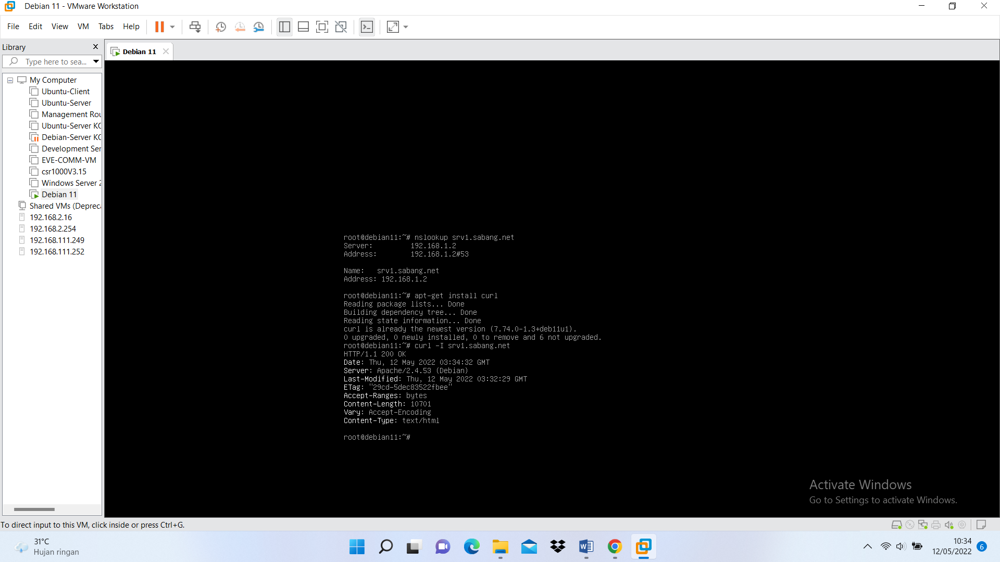 Debian 11 - VMware Workstation
File Edit View VM Tabs Help
Library
Type here to sea...
Debian 11
My Computer
Ubuntu-Client
Ubuntu-Server
Management Rou
Ubuntu-Server KC
Debian-Server KC
Development Ser
EVE-COMM-VM
csr1000V3.15
Windows Server 2
Debian 11
Shared VMs (Depreca
192.168.2.16
192.168.2.254
192.168.111.249
192.168.111.252
root@debian11:~# nslookup srv1.sabang.net
Server: 192.168.1.2
Address: 192.168.1.2#53
Name: srv1.sabang.net
Address: 192.168.1.2
root@debian11:~# apt-get install curl
Reading package lists... Done
Building dependency tree... Done
Reading state information... Done
curl is already the newest version (7.74.0-1.3+deb11u1).
0 upgraded, 0 newly installed, 0 to remove and 6 not upgraded.
root@debian11:~# curl -I srv1.sabang.net
HTTP/1.1 200 OK
Date: Thu, 12 May 2022 03:34:32 GMT
Server: Apache/2.4.53 (Debian)
Last-Modified: Thu, 12 May 2022 03:32:29 GMT
ETag: "29cd-5dec83522fbee"
Accept-Ranges: bytes
Content-Length: 10701
Vary: Accept-Encoding
Content-Type: text/html
root@debian11:~#
Activate Windows
Go to Settings to activate Windows.
To direct input to this VM, click inside or press Ctrl+G.
31°C
Hujan ringan
10:34
12/05/2022
6